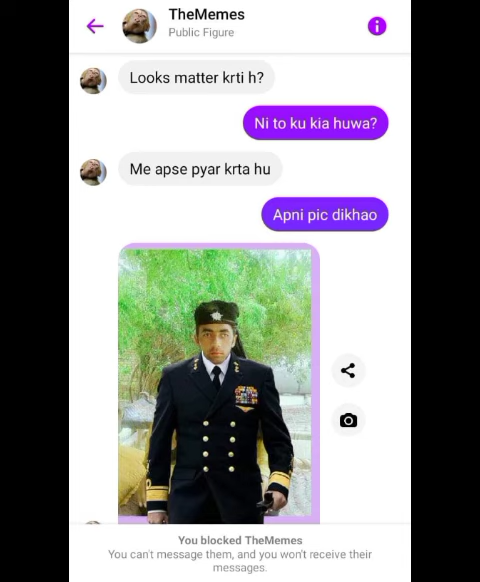 TheMemes
Public Figure
Looks matter krti h?
Ni to ku kia huwa?
Me apse pyar krta hu
Apni pic dikhao
You blocked TheMemes
You can't message them, and you won't receive their
messages.